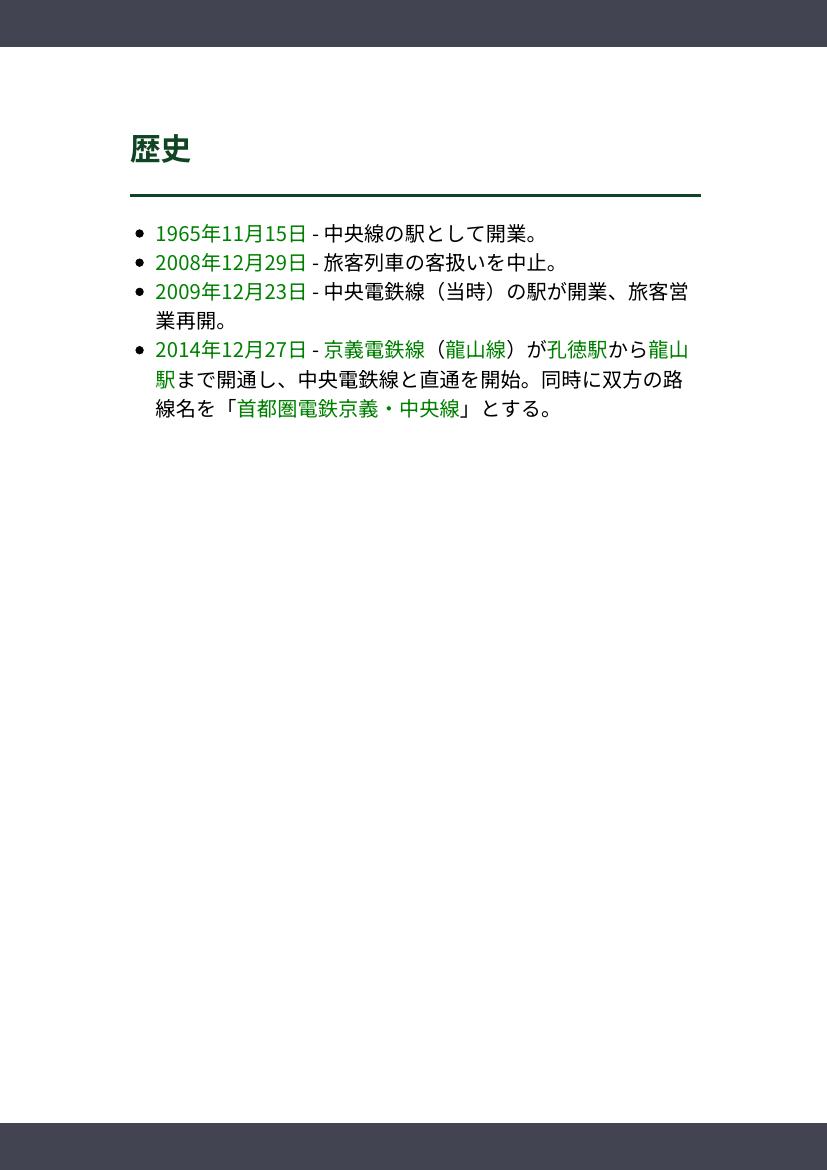 歴史
1965年11月15日 - 中央線の駅として開業。
2008年12月29日 - 旅客列車の客扱いを中止。
2009年12月23日 - 中央電鉄線（当時）の駅が開業、旅客営
業再開。
2014年12月27日 - 京義電鉄線（龍山線）が孔徳駅から龍山
駅まで開通し、中央電鉄線と直通を開始。同時に双方の路
線名を「首都圏電鉄京義・中央線」とする。